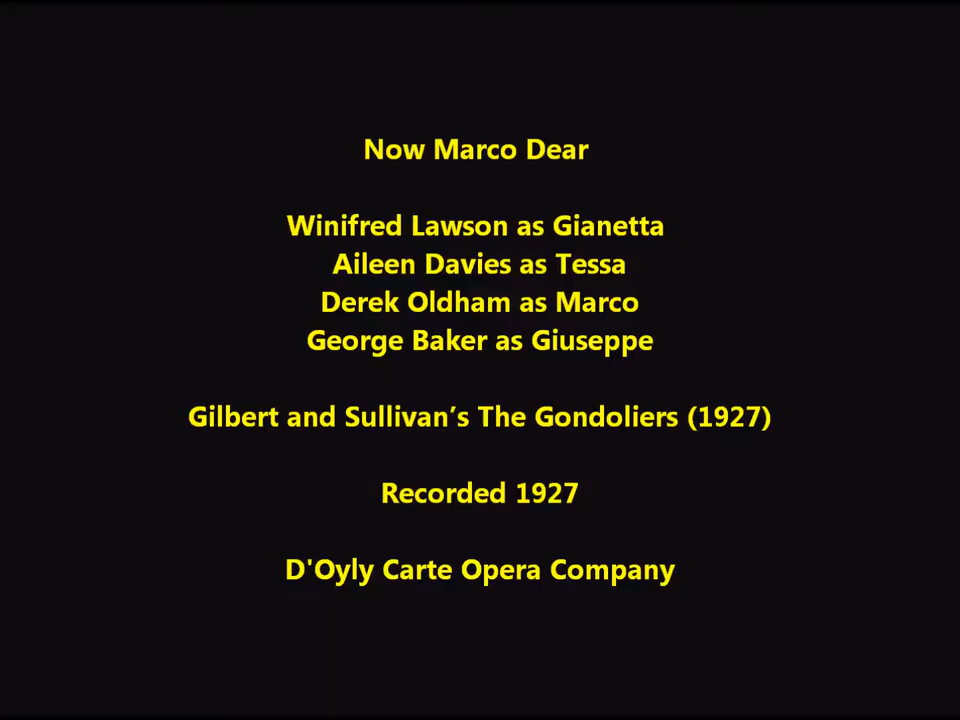 Now Marco Dear
Winifred Lawson as Gianetta
Aileen Davies as Tessa
Derek Oldham as Marco
George Baker as Giuseppe
Gilbert and Sullivan’s The Gondoliers (1927)
Recorded 1927
D'Oyly Carte Opera Company